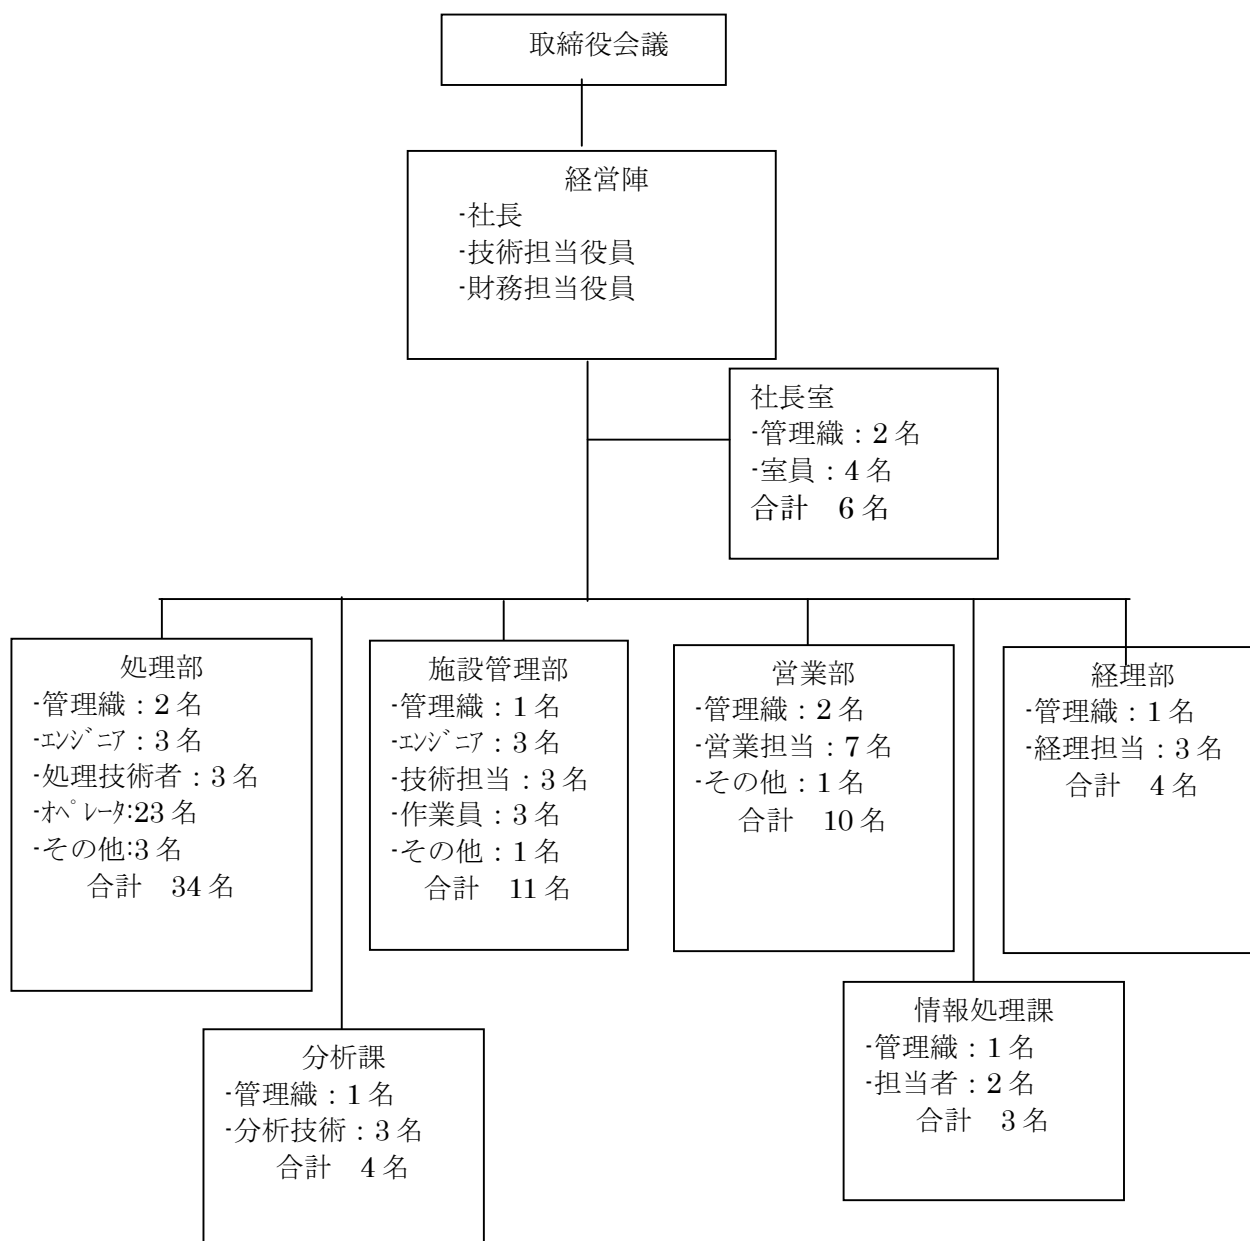 取締役会議
経営陣
-社長
-技術担当役員
-財務担当役員
社長室
-管理織：2 名
-室員：4 名
合計　6 名
処理部
-管理織：2 名
-ｴﾝｼﾞﾆｱ：3 名
-処理技術者：3 名
-ｵﾍﾟﾚｰﾀ:23 名
-その他:3 名
合計　34 名
施設管理部
-管理織：1 名
-ｴﾝｼﾞﾆｱ：3 名
-技術担当：3 名
-作業員：3 名
-その他：1 名
合計　11 名
営業部
-管理織：2 名
-営業担当：7 名
-その他：1 名
合計　10 名
経理部
-管理織：1 名
-経理担当：3 名
合計　4 名
分析課
-管理織：1 名
-分析技術：3 名
合計　4 名
情報処理課
-管理織：1 名
-担当者：2 名
合計　3 名